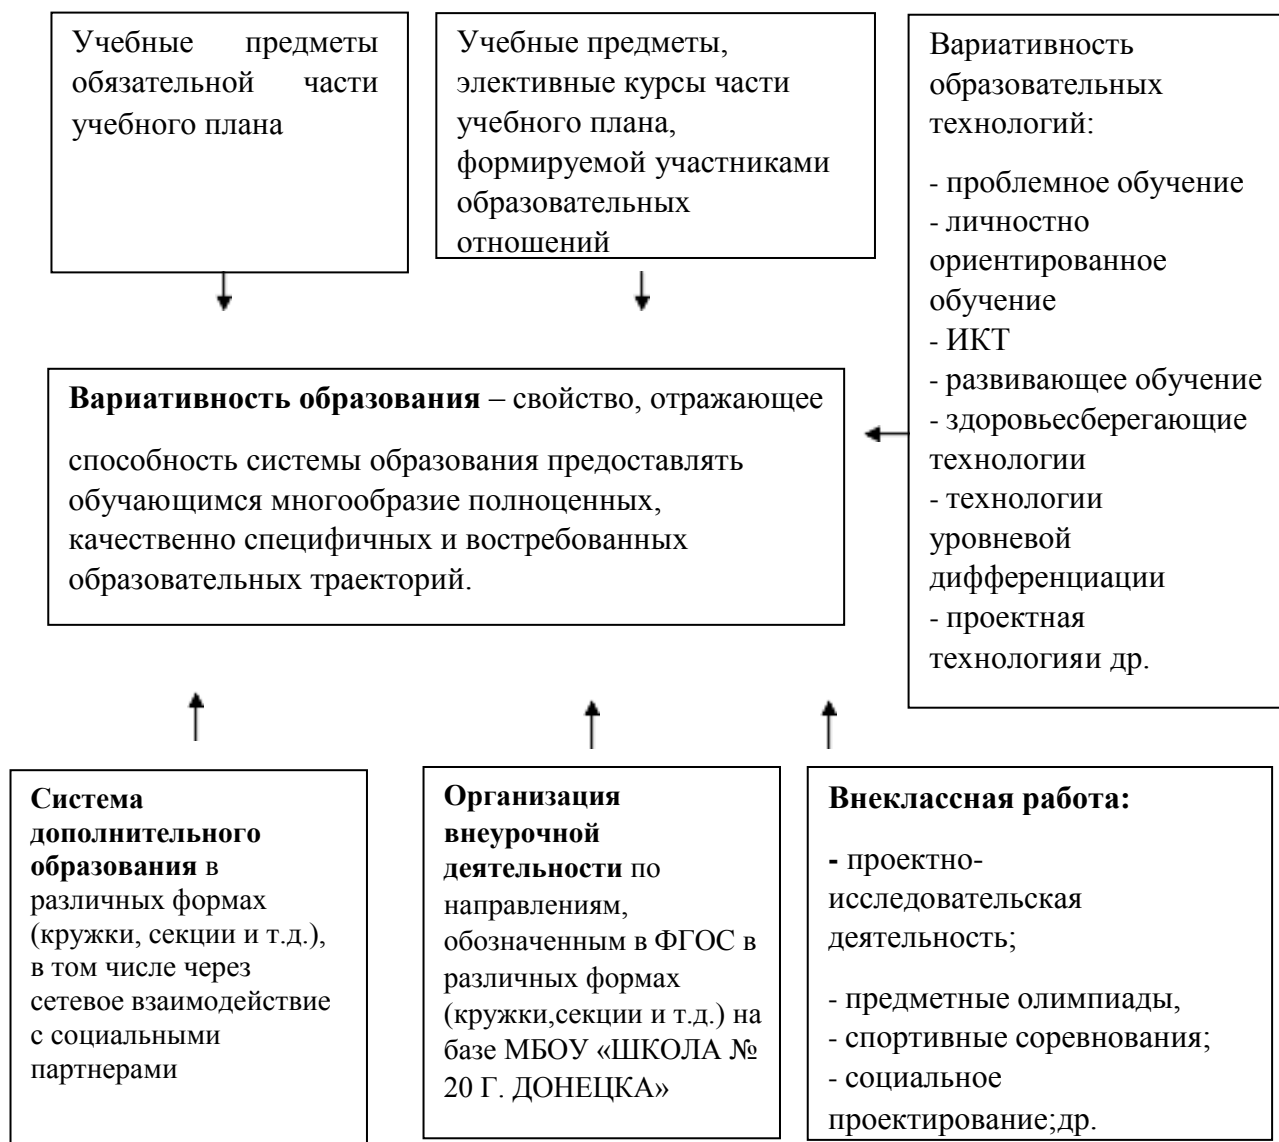 Учебные предметы
обязательной части
учебного плана
Учебные предметы,
элективные курсы части
учебного плана,
формируемой участниками
образовательных
отношений
Вариативность
образовательных
технологий:
- проблемное обучение
- личностно
ориентированное
обучение
- ИКТ
- развивающее обучение
- здоровьесберегающие
технологии
- технологии
уровневой
дифференциации
- проектная
технологияи др.
Вариативность образования – свойство, отражающее
способность системы образования предоставлять
обучающимся многообразие полноценных,
качественно специфичных и востребованных
образовательных траекторий.
Система
дополнительного
образования в
различных формах
(кружки, секции и т.д.),
в том числе через
сетевое взаимодействие
с социальными
партнерами
Организация
внеурочной
деятельности по
направлениям,
обозначенным в ФГОС в
различных формах
(кружки,секции и т.д.) на
базе МБОУ «ШКОЛА №
20 Г. ДОНЕЦКА»
Внеклассная работа:
- проектно-
исследовательская
деятельность;
- предметные олимпиады,
- спортивные соревнования;
- социальное
проектирование;др.